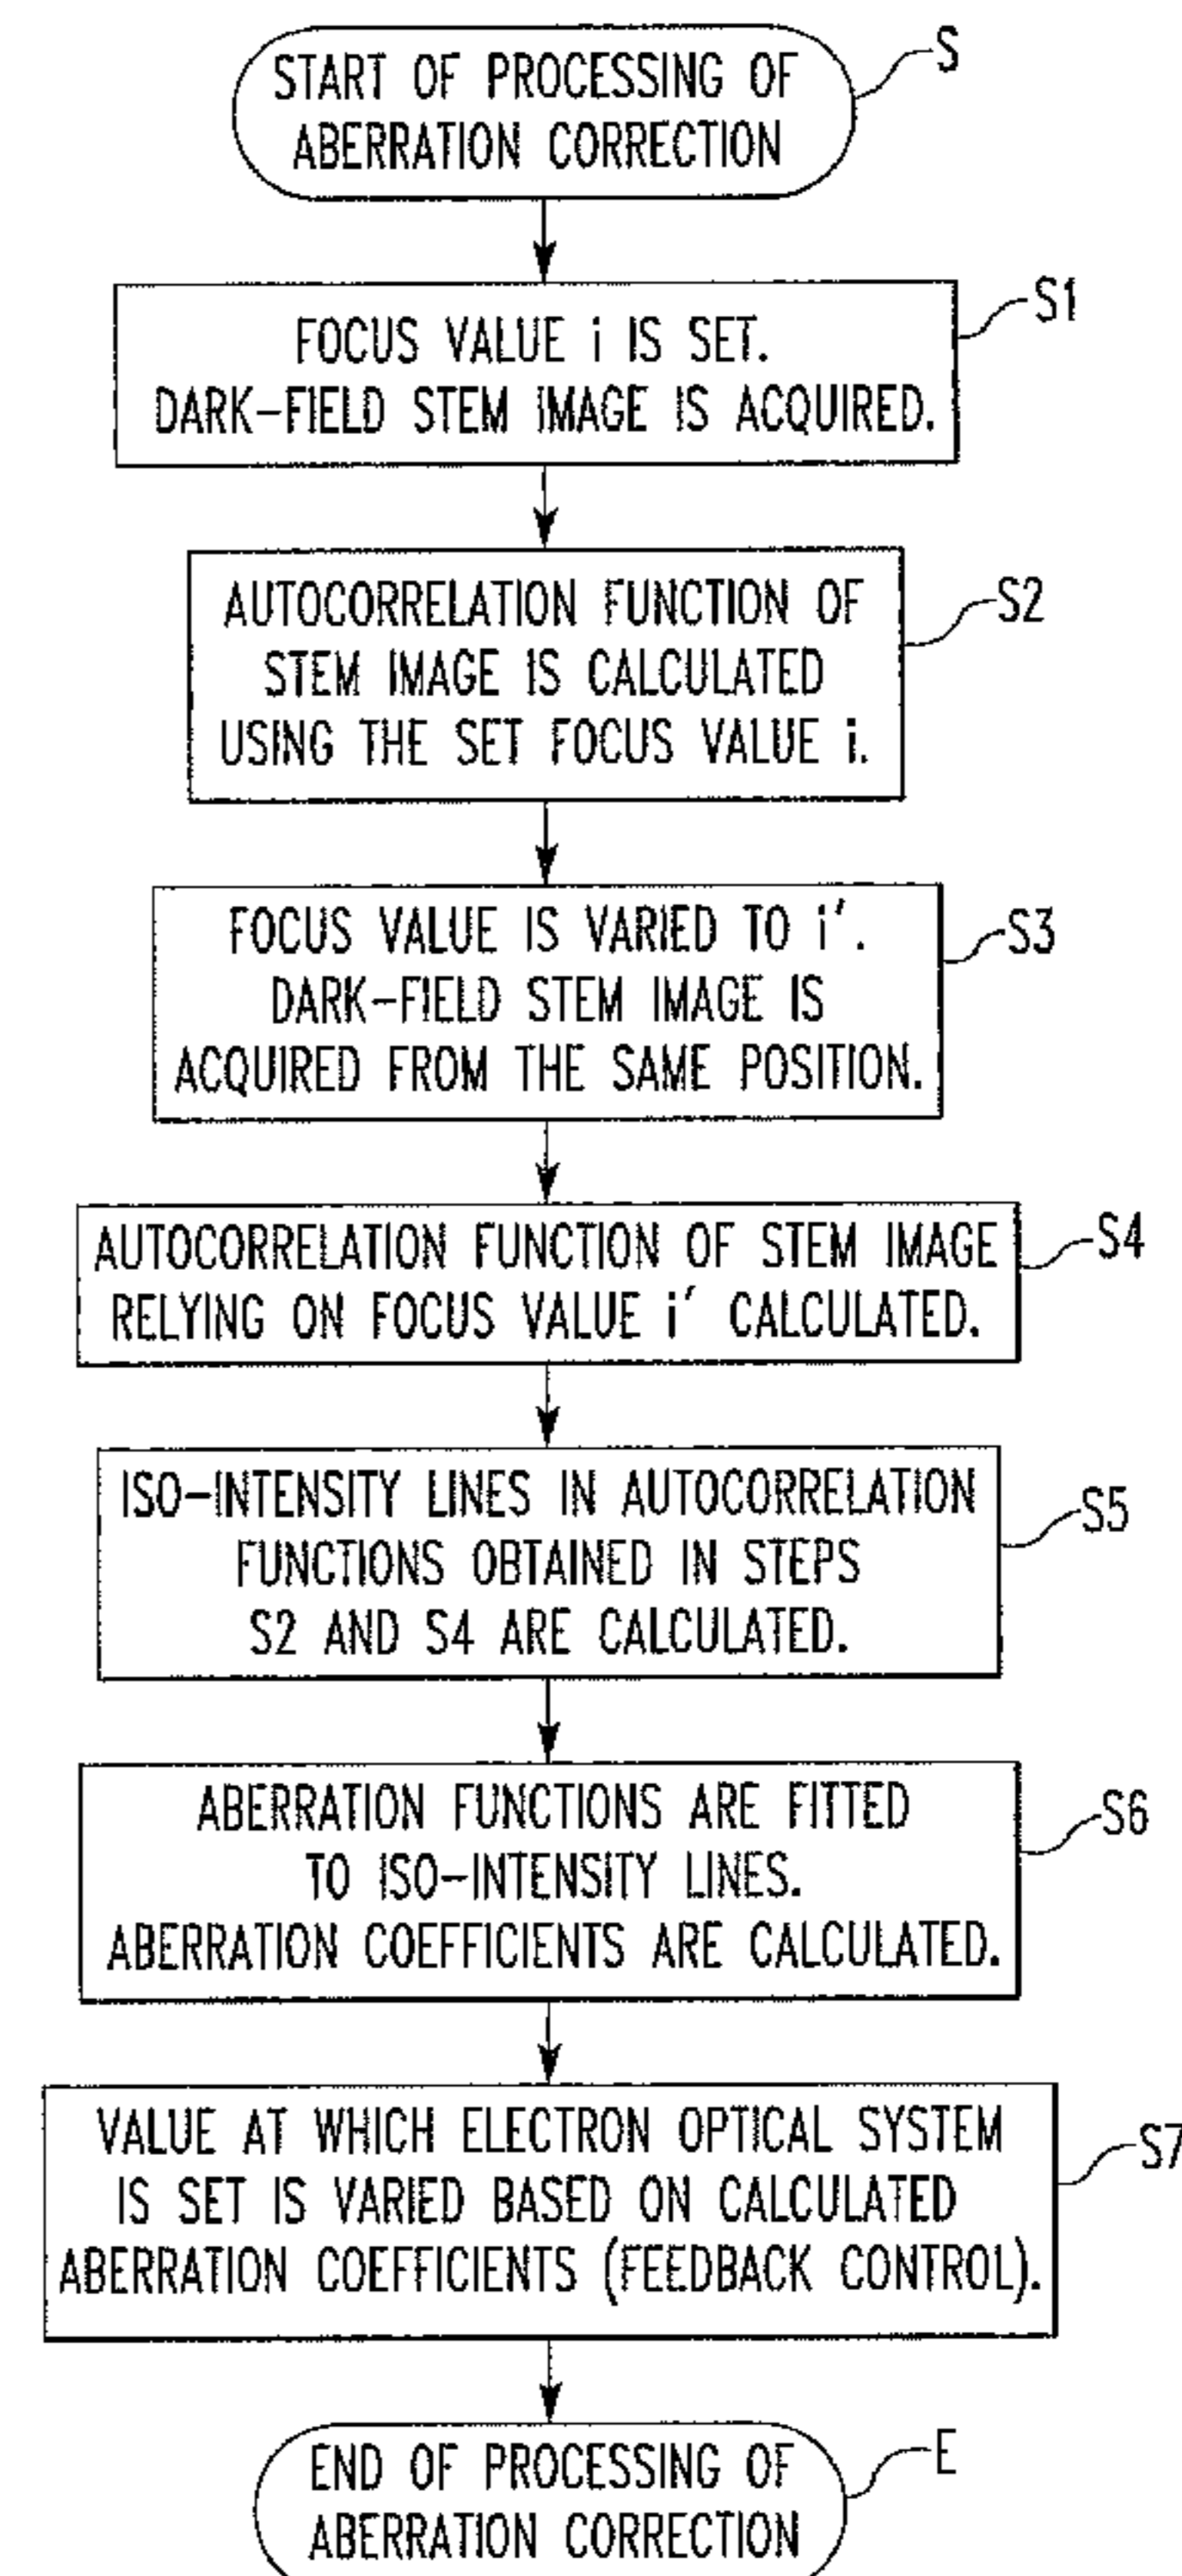 START OF PROCESSING OF
ABERRATION CORRECTION
S
FOCUS VALUE i IS SET.
DARK-FIELD STEM IMAGE IS ACQUIRED.
S1
AUTOCORRELATION FUNCTION OF
STEM IMAGE IS CALCULATED
USING THE SET FOCUS VALUE i.
S2
FOCUS VALUE IS VARIED TO i'.
DARK-FIELD STEM IMAGE IS
ACQUIRED FROM THE SAME POSITION.
S3
AUTOCORRELATION FUNCTION OF STEM IMAGE
RELYING ON FOCUS VALUE i' CALCULATED.
S4
ISO-INTENSITY LINES IN AUTOCORRELATION
FUNCTIONS OBTAINED IN STEPS
S2 AND S4 ARE CALCULATED.
S5
ABERRATION FUNCTIONS ARE FITTED
TO ISO-INTENSITY LINES.
ABERRATION COEFFICIENTS ARE CALCULATED.
S6
VALUE AT WHICH ELECTRON OPTICAL SYSTEM
IS SET IS VARIED BASED ON CALCULATED
ABERRATION COEFFICIENTS (FEEDBACK CONTROL).
S7
END OF PROCESSING OF
ABERRATION CORRECTION
E